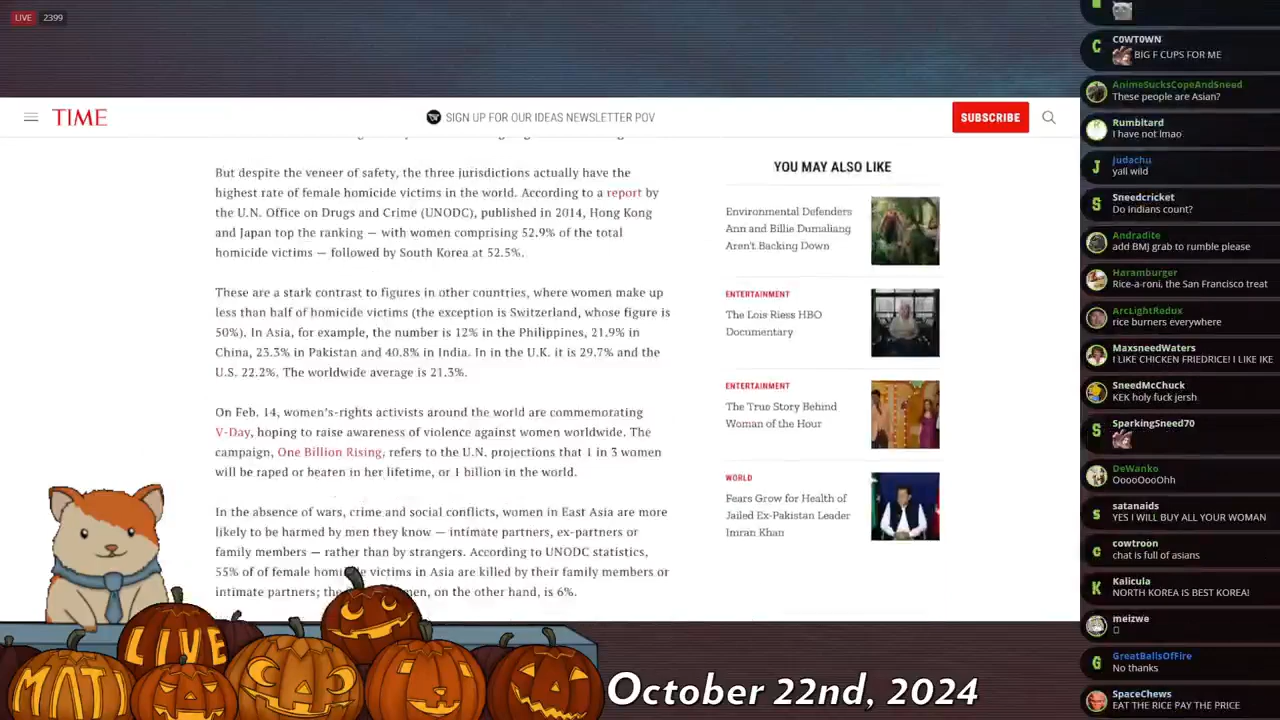 LIVE 2399
TIME
SIGN UP FOR OUR IDEAS NEWSLETTER POV
SUBSCRIBE
But despite the veneer of safety, the three jurisdictions actually have the
highest rate of female homicide victims in the world. According to a report by
the U.N. Office on Drugs and Crime (UNODC), published in 2014, Hong Kong
and Japan top the ranking — with women comprising 52.9% of the total
homicide victims — followed by South Korea at 52.5%.
These are a stark contrast to figures in other countries, where women make up
less than half of homicide victims (the exception is Switzerland, whose figure is
50%). In Asia, for example, the number is 12% in the Philippines, 21.9% in
China, 23.3% in Pakistan and 40.8% in India. In in the U.K. it is 29.7% and the
U.S. 22.2%. The worldwide average is 21.3%.
On Feb. 14, women's-rights activists around the world are commemorating
V-Day, hoping to raise awareness of violence against women worldwide. The
campaign, One Billion Rising, refers to the U.N. projections that 1 in 3 women
will be raped or beaten in her lifetime, or 1 billion in the world.
In the absence of wars, crime and social conflicts, women in East Asia are more
likely to be harmed by men they know — intimate partners, ex-partners or
family members — rather than by strangers. According to UNODC statistics,
55% of of female homicide victims in Asia are killed by their family members or
intimate partners; the men, on the other hand, is 6%.
YOU MAY ALSO LIKE
Environmental Defenders
Ann and Billie Dumaliang
Aren't Backing Down
ENTERTAINMENT
The Lois Riess HBO
Documentary
ENTERTAINMENT
The True Story Behind
Woman of the Hour
WORLD
Fears Grow for Health of
Jailed Ex-Pakistan Leader
Imran Khan
C
C0WT0WN
BIG F CUPS FOR ME
AnimeSucksCopeAndSneed
These people are Asian?
Rumbitard
I have not lmao
J
judachu
yall wild
S
Sneedcricket
Do indians count?
Andradite
add BMJ grab to rumble please
Haramburger
Rice-a-roni, the San Francisco treat
ArcLightRedux
rice burners everywhere
MaxsneedWaters
I LIKE CHICKEN FRIEDRICE! I LIKE IKE
SneedMcChuck
KEK holy fuck jersh
S
SparkingSneed70
DeWanko
OoooOooOhh
s
satanaids
YES I WILL BUY ALL YOUR WOMAN
c
cowtroon
chat is full of asians
K
Kalicula
NORTH KOREA IS BEST KOREA!
meizwe
G
GreatBallsOfFire
No thanks
SpaceChews
EAT THE RICE PAY THE PRICE
LIVE
MATI
October 22nd, 2024